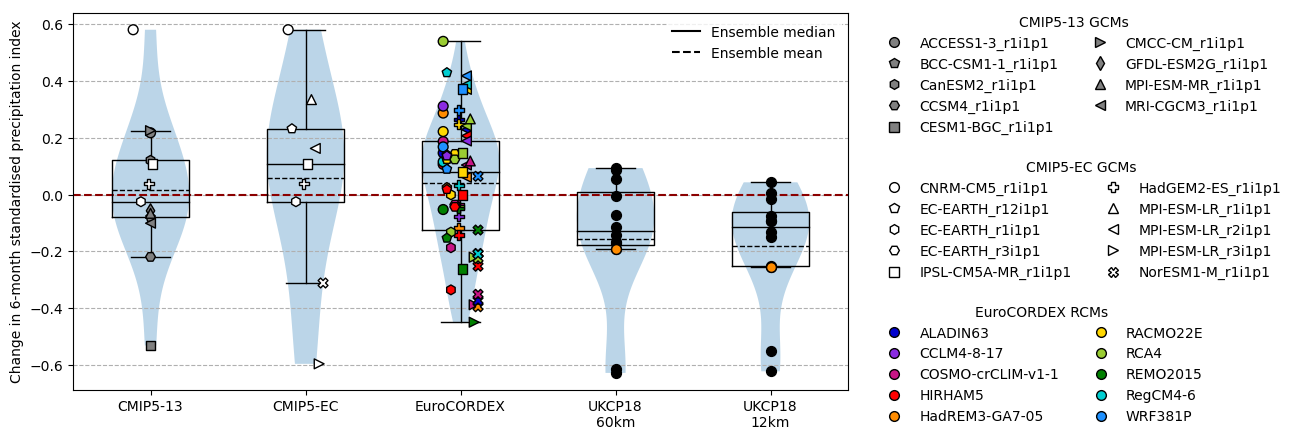 Change in 6-month standardised precipitation index
0.6
0.4
0.2
0.0
−0.2
−0.4
−0.6
Ensemble median
Ensemble mean
CMIP5-13
CMIP5-EC
EuroCORDEX
UKCP18
60km
UKCP18
12km
CMIP5-13 GCMs
ACCESS1-3_r1i1p1
BCC-CSM1-1_r1i1p1
CanESM2_r1i1p1
CCSM4_r1i1p1
CESM1-BGC_r1i1p1
CMCC-CM_r1i1p1
GFDL-ESM2G_r1i1p1
MPI-ESM-MR_r1i1p1
MRI-CGCM3_r1i1p1
CMIP5-EC GCMs
CNRM-CM5_r1i1p1
EC-EARTH_r12i1p1
EC-EARTH_r1i1p1
EC-EARTH_r3i1p1
IPSL-CM5A-MR_r1i1p1
HadGEM2-ES_r1i1p1
MPI-ESM-LR_r1i1p1
MPI-ESM-LR_r2i1p1
MPI-ESM-LR_r3i1p1
NorESM1-M_r1i1p1
EuroCORDEX RCMs
ALADIN63
CCLM4-8-17
COSMO-crCLIM-v1-1
HIRHAM5
HadREM3-GA7-05
RACMO22E
RCA4
REMO2015
RegCM4-6
WRF381P